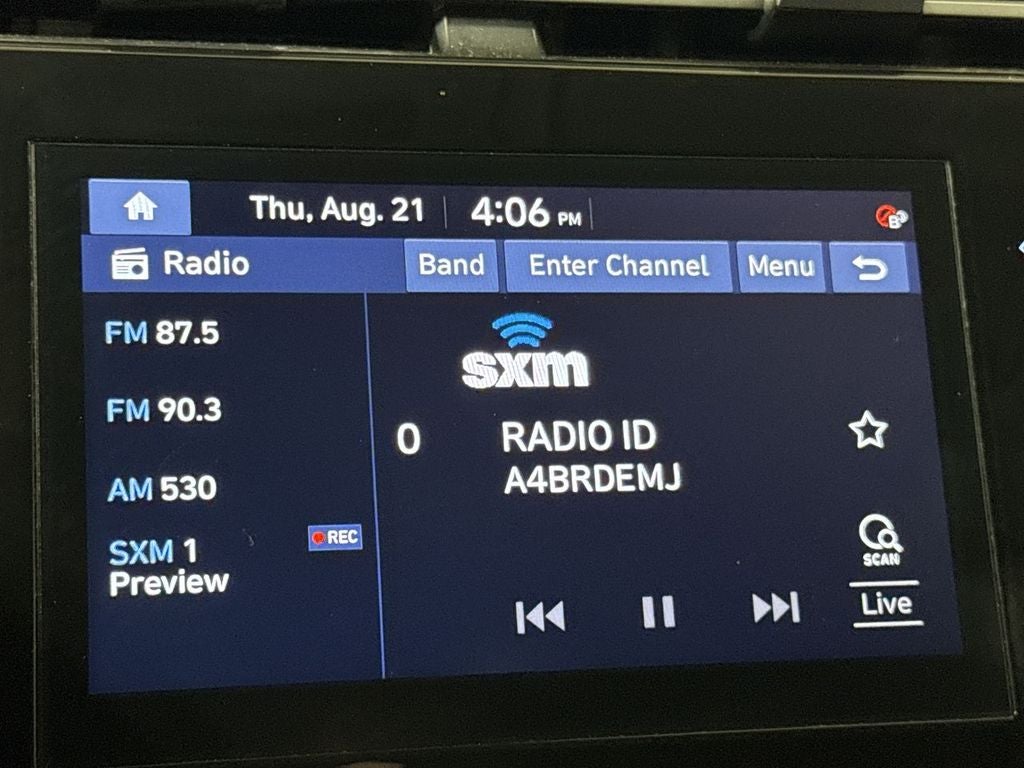 Thu, Aug. 21 4:06 PM
B
Radio Band Enter Channel Menu
FM 87.5
FM 90.3
AM 530
SXM 1
Preview
REC
sxm
0 RADIO ID
A4BRDEMJ
SCAN
Live